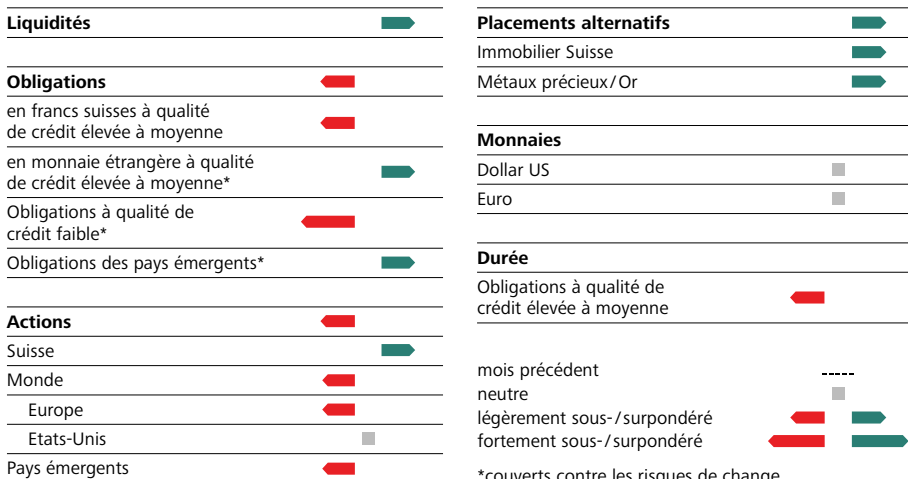 Liquidités
Obligations
en francs suisses à qualité
de crédit élevée à moyenne
en monnaie étrangère à qualité
de crédit élevée à moyenne*
Obligations à qualité de
crédit faible*
Obligations des pays émergents*
Actions
Suisse
Monde
Europe
Etats-Unis
Pays émergents
Placements alternatifs
Immobilier Suisse
Métaux précieux/Or
Monnaies
Dollar US
Euro
Durée
Obligations à qualité de
crédit élevée à moyenne
mois précédent
neutre
légèrement sous-/surpondéré
fortement sous-/surpondéré
*couverts contre les risques de change